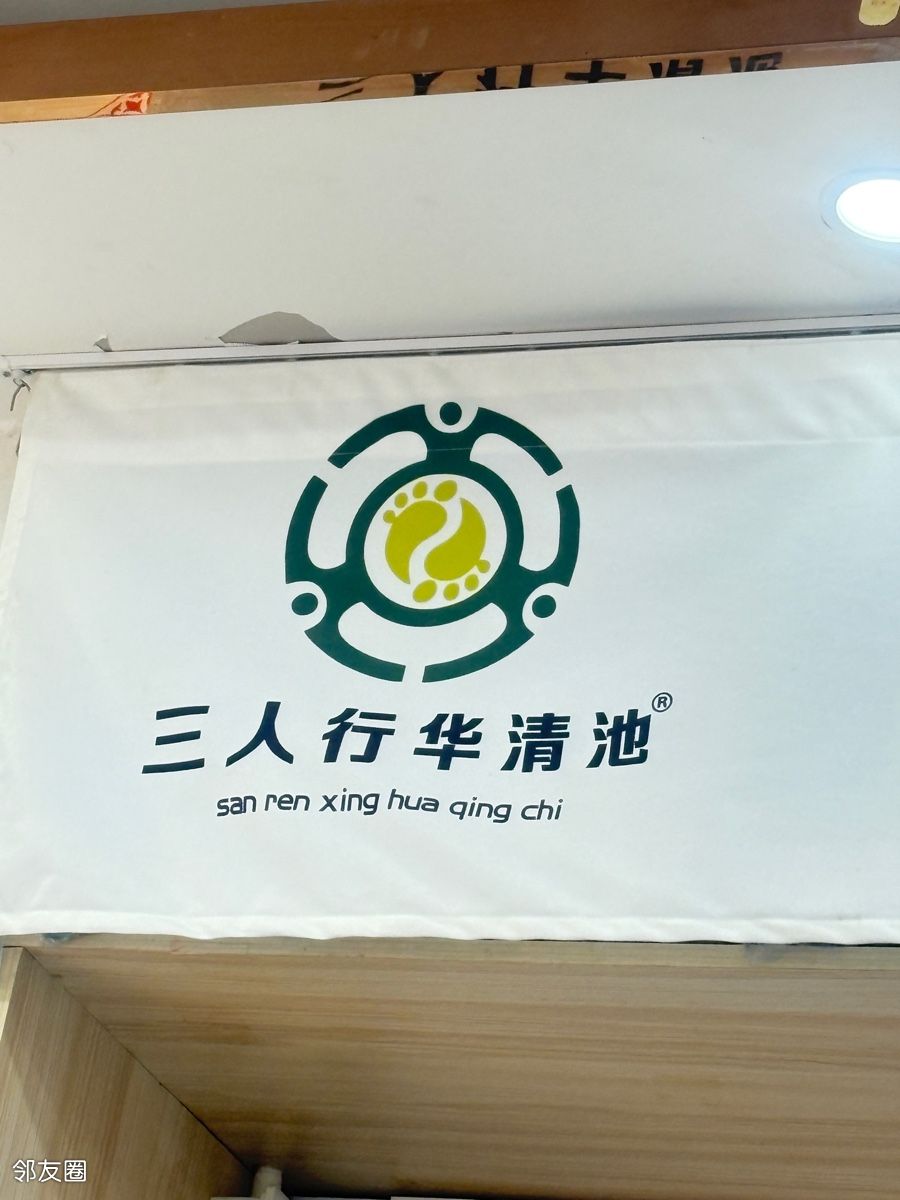 三人行华清池®
san ren xing hua qing chi
邻友圈